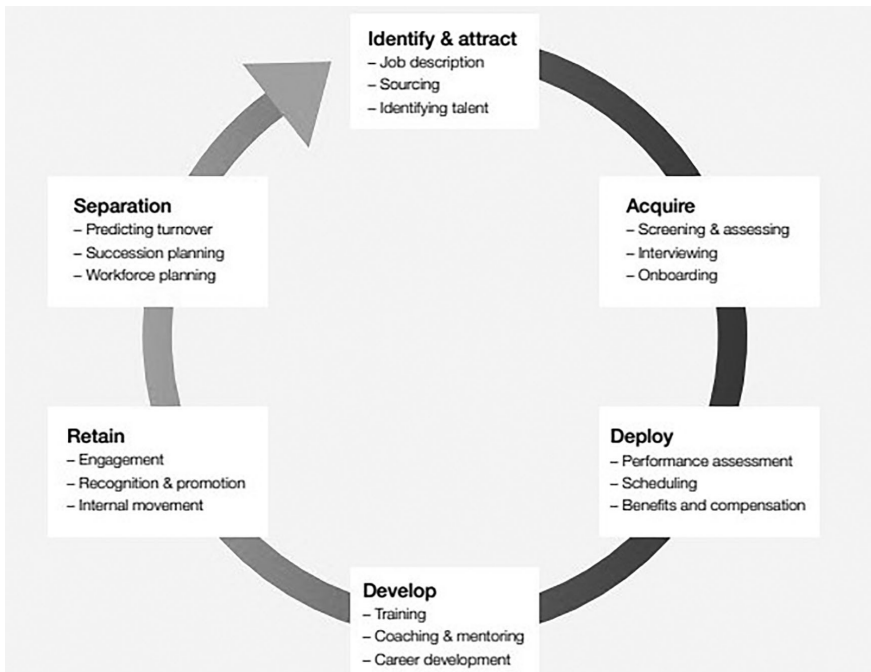 Identify & attract
– Job description
– Sourcing
– Identifying talent
Acquire
– Screening & assessing
– Interviewing
– Onboarding
Deploy
– Performance assessment
– Scheduling
– Benefits and compensation
Develop
– Training
– Coaching & mentoring
– Career development
Retain
– Engagement
– Recognition & promotion
– Internal movement
Separation
– Predicting turnover
– Succession planning
– Workforce planning